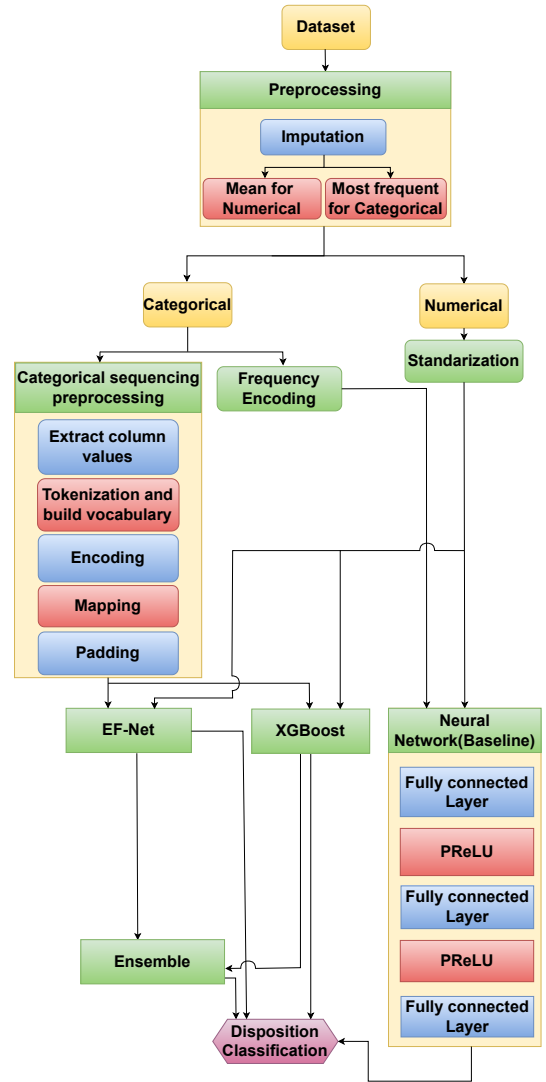 Dataset
Preprocessing
Imputation
Mean for
Numerical
Most frequent
for Categorical
Categorical
Numerical
Categorical sequencing
preprocessing
Frequency
Encoding
Standarization
Extract column
values
Tokenization and
build vocabulary
Encoding
Mapping
Padding
EF-Net
XGBoost
Neural
Network(Baseline)
Fully connected
Layer
PReLU
Fully connected
Layer
PReLU
Fully connected
Layer
Ensemble
Disposition
Classification